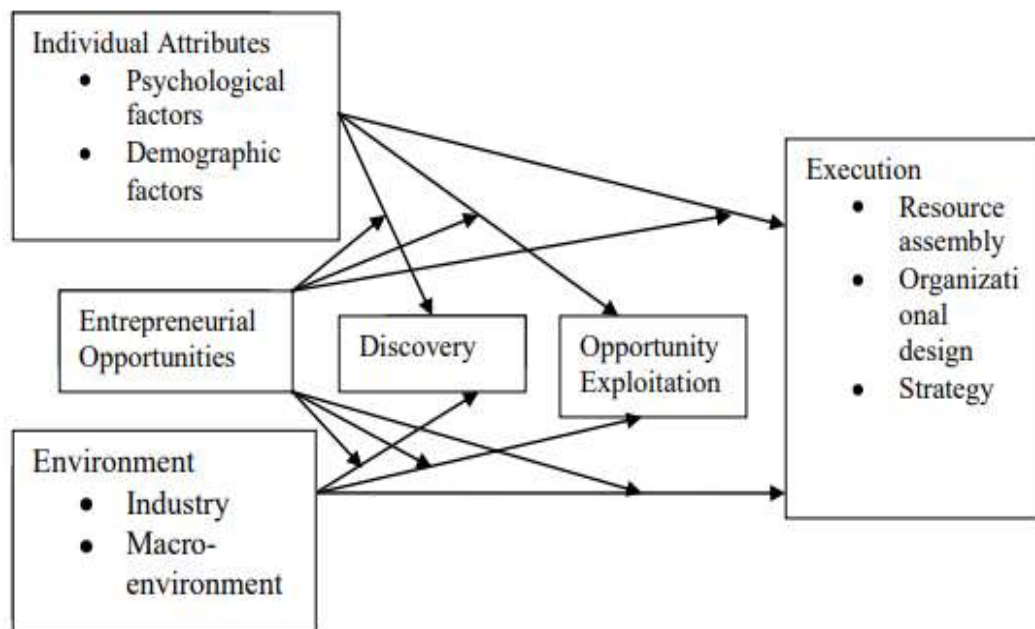 Individual Attributes
● Psychological
factors
● Demographic
factors
Entrepreneurial
Opportunities
Environment
● Industry
● Macro-
environment
Discovery
Opportunity
Exploitation
Execution
● Resource
assembly
● Organizati
onal
design
● Strategy